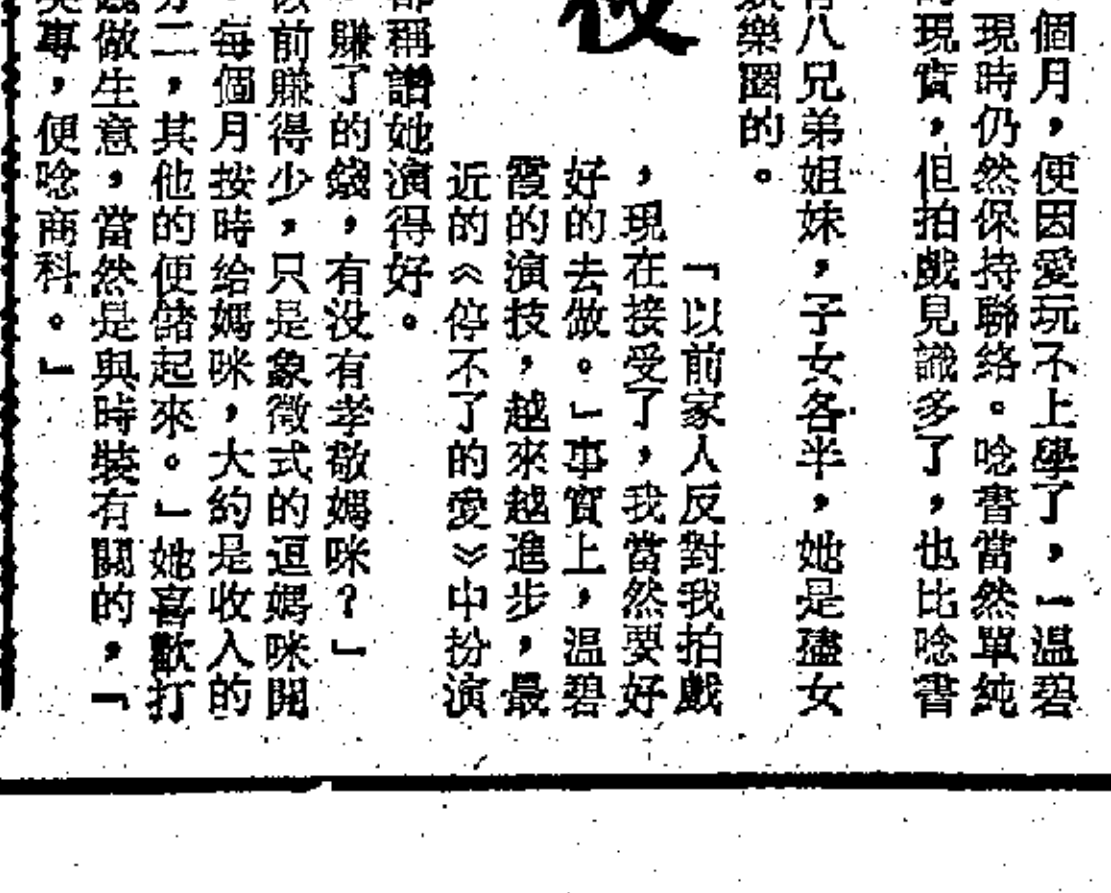 個月，便因愛玩不上學了，「温碧
現時仍然保持聯絡。唸書當然單純
現實，但拍戲見識多了，也比唸書
八兄弟姐妹，子女各半，她是孻女
樂圈的。
「以前家人反對我拍戲
，現在接受了，我當然要好
好的去做。」事實上，温碧
霞的演技，越來越進步，最
近的《停不了的愛》中扮演
稱譜她演得好。
賺了的錢，有没有孝敬媽咪？」
前賺得少，只是象徵式的逗媽咪開
每個月按時给媽咪，大約是收入的
二，其他的便儲起來。」她喜歡打
做生意，當然是與時裝有關的，「
專，便唸商科。」